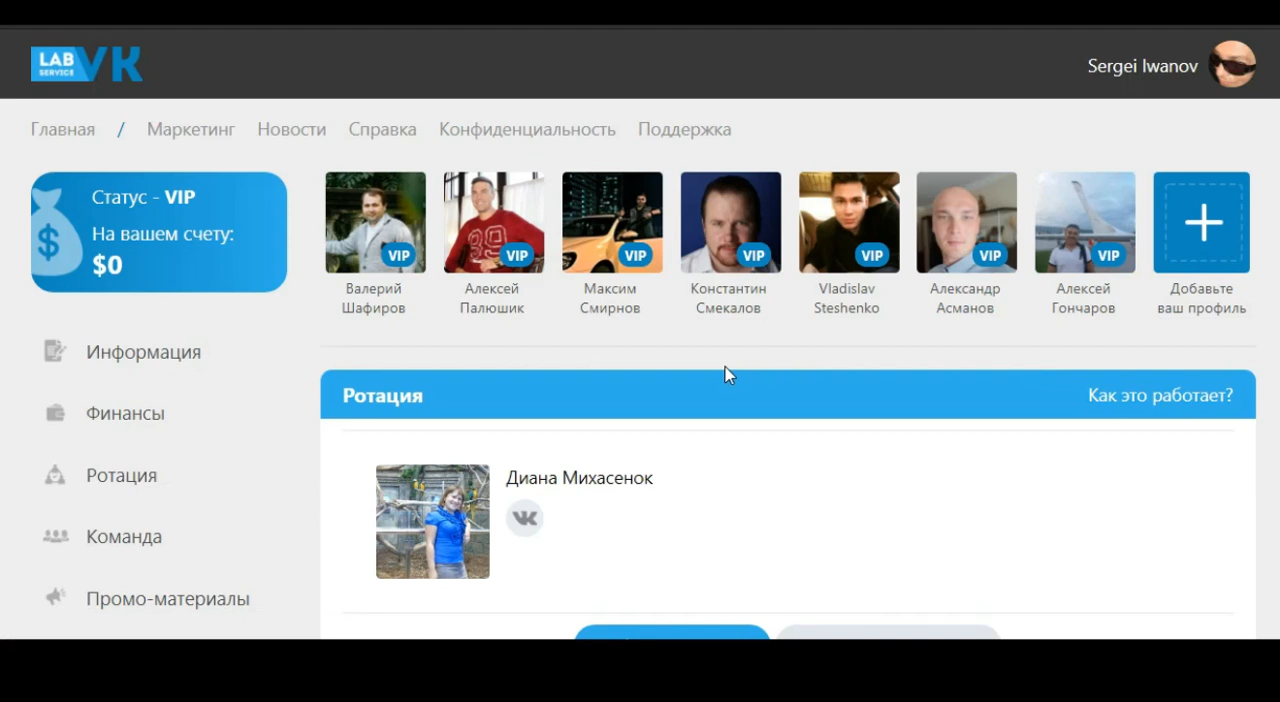 LAB SERVICE VK
Sergei Iwanov
Главная / Маркетинг Новости Справка Конфиденциальность Поддержка
Статус - VIP
На вашем счету:
$0
VIP VIP VIP VIP VIP VIP VIP
Валерий Шафиров
Алексей Палюшик
Максим Смирнов
Константин Смекалов
Vladislav Steshenko
Александр Асманов
Алексей Гончаров
Добавьте ваш профиль
Информация
Финансы
Ротация
Команда
Промо-материалы
Ротация
Как это работает?
Диана Михасенок